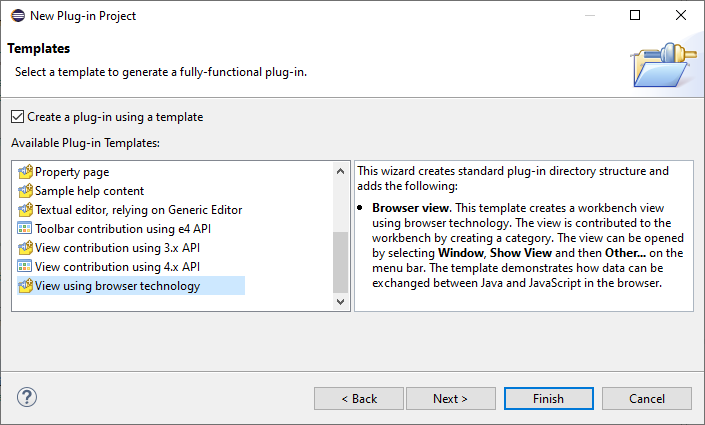 New Plug-in Project
Templates
Select a template to generate a fully-functional plug-in.
Create a plug-in using a template
Available Plug-in Templates:
Property page
Sample help content
Textual editor, relying on Generic Editor
Toolbar contribution using e4 API
View contribution using 3.x API
View contribution using 4.x API
View using browser technology
This wizard creates standard plug-in directory structure and
adds the following:
• Browser view. This template creates a workbench view
using browser technology. The view is contributed to the
workbench by creating a category. The view can be opened
by selecting Window, Show View and then Other... on the
menu bar. The template demonstrates how data can be
exchanged between Java and JavaScript in the browser.
?
< Back
Next >
Finish
Cancel